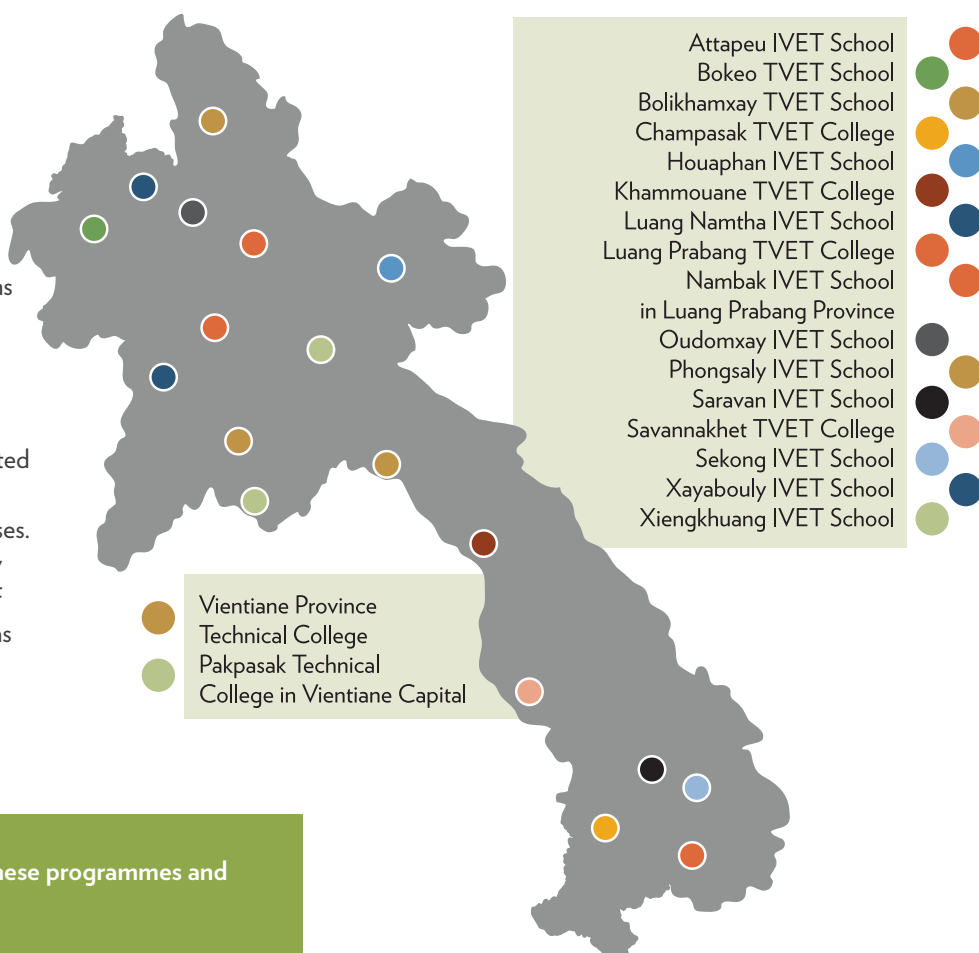 Attapeu IVET School
Bokeo TVET School
Bolikhamxay TVET School
Champasak TVET College
Houaphan IVET School
Khammouane TVET College
Luang Namtha IVET School
Luang Prabang TVET College
Nambak IVET School
in Luang Prabang Province
Oudomxay IVET School
Phongsaly IVET School
Saravan IVET School
Savannakhet TVET College
Sekong IVET School
Xayabouly IVET School
Xiengkhuang IVET School
Vientiane Province
Technical College
Pakpasak Technical
College in Vientiane Capital
programmes and